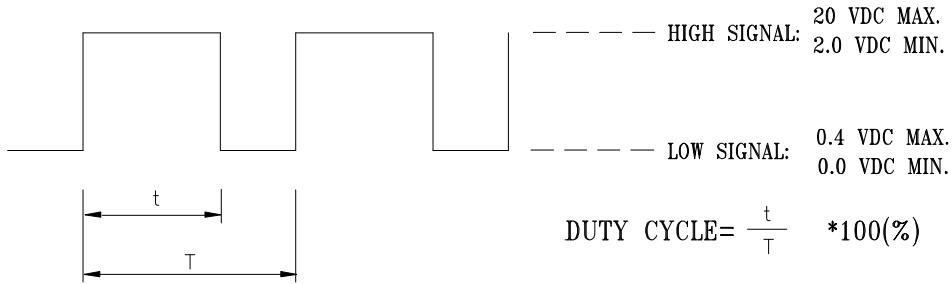 HIGH SIGNAL: 20 VDC MAX.
2.0 VDC MIN.
LOW SIGNAL: 0.4 VDC MAX.
0.0 VDC MIN.
t
T
DUTY CYCLE= t/T *100(%)